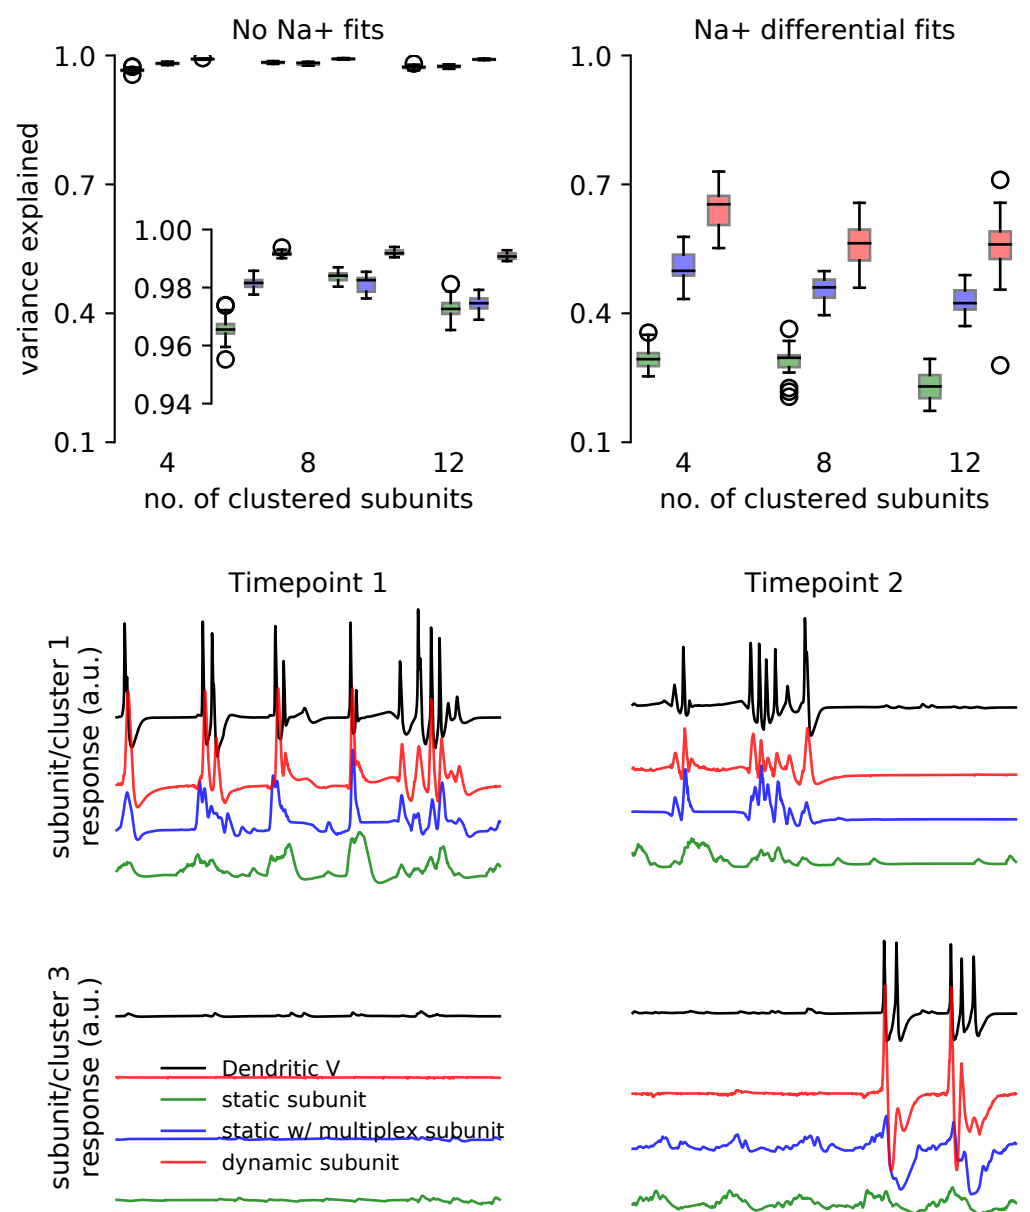 No Na+ fits
Na+ differential fits
variance explained
1.0
0.7
0.4
0.1
1.00
0.98
0.96
0.94
4
8
12
no. of clustered subunits
1.0
0.7
0.4
0.1
4
8
12
no. of clustered subunits
Timepoint 1
Timepoint 2
subunit/cluster 1
response (a.u.)
subunit/cluster 3
response (a.u.)
Dendritic V
static subunit
static w/ multiplex subunit
dynamic subunit